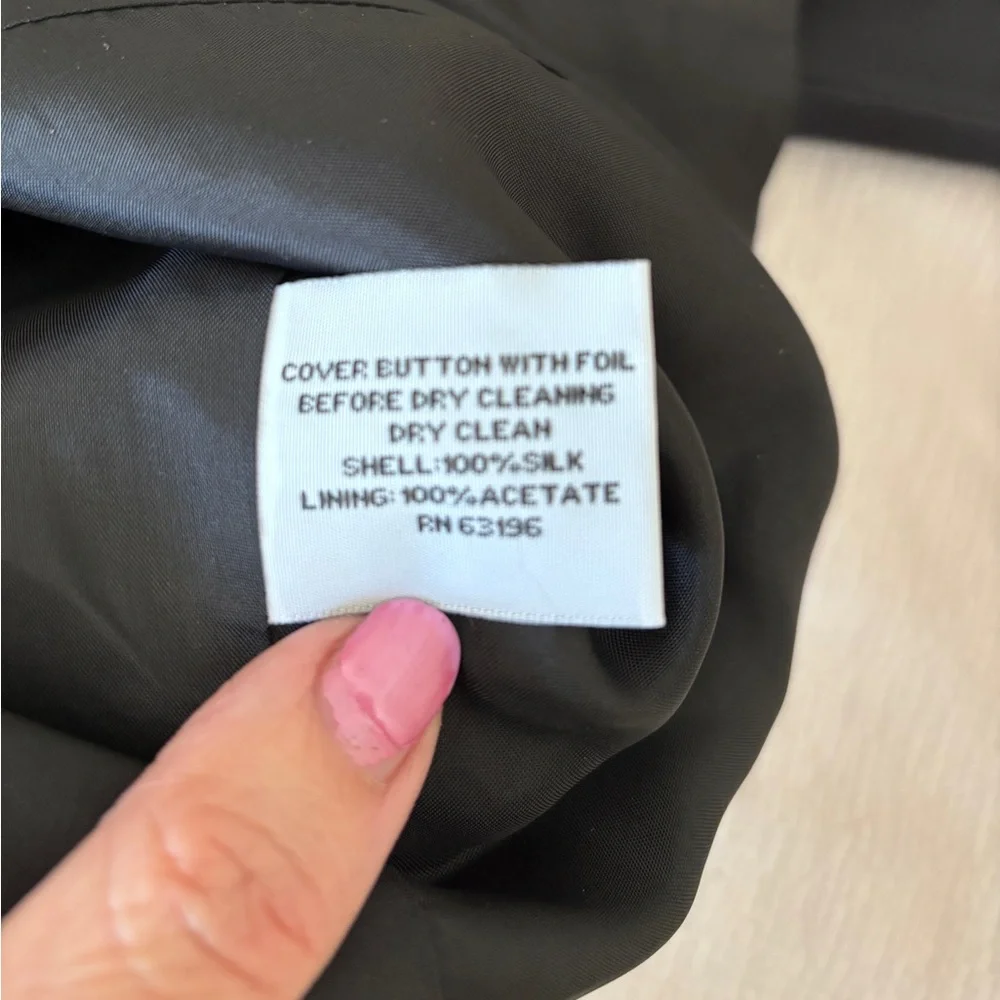 COVER BUTTON WITH FOIL
BEFORE DRY CLEANING
DRY CLEAN
SHELL:100%SILK
LINING:100%ACETATE
RN 63196